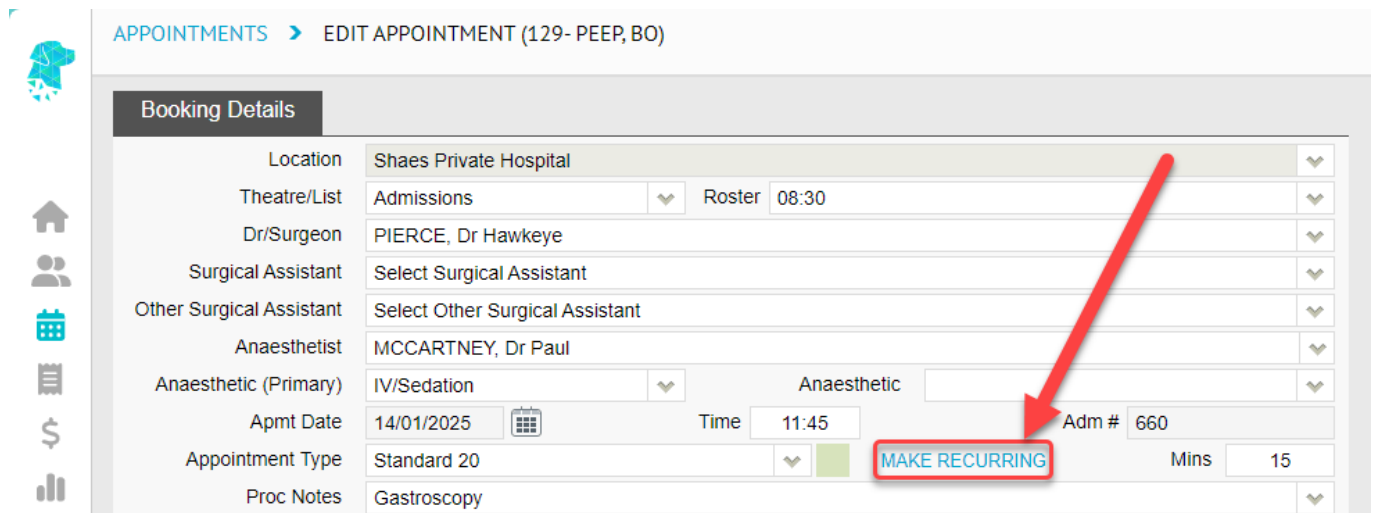 APPOINTMENTS > EDIT APPOINTMENT (129- PEEP, BO)
Booking Details
Location Shaes Private Hospital
Theatre/List Admissions Roster 08:30
Dr/Surgeon PIERCE, Dr Hawkeye
Surgical Assistant Select Surgical Assistant
Other Surgical Assistant Select Other Surgical Assistant
Anaesthetist MCCARTNEY, Dr Paul
Anaesthetic (Primary) IV/Sedation Anaesthetic
Apmt Date 14/01/2025 Time 11:45 Adm # 660
Appointment Type Standard 20 MAKE RECURRING Mins 15
Proc Notes Gastroscopy